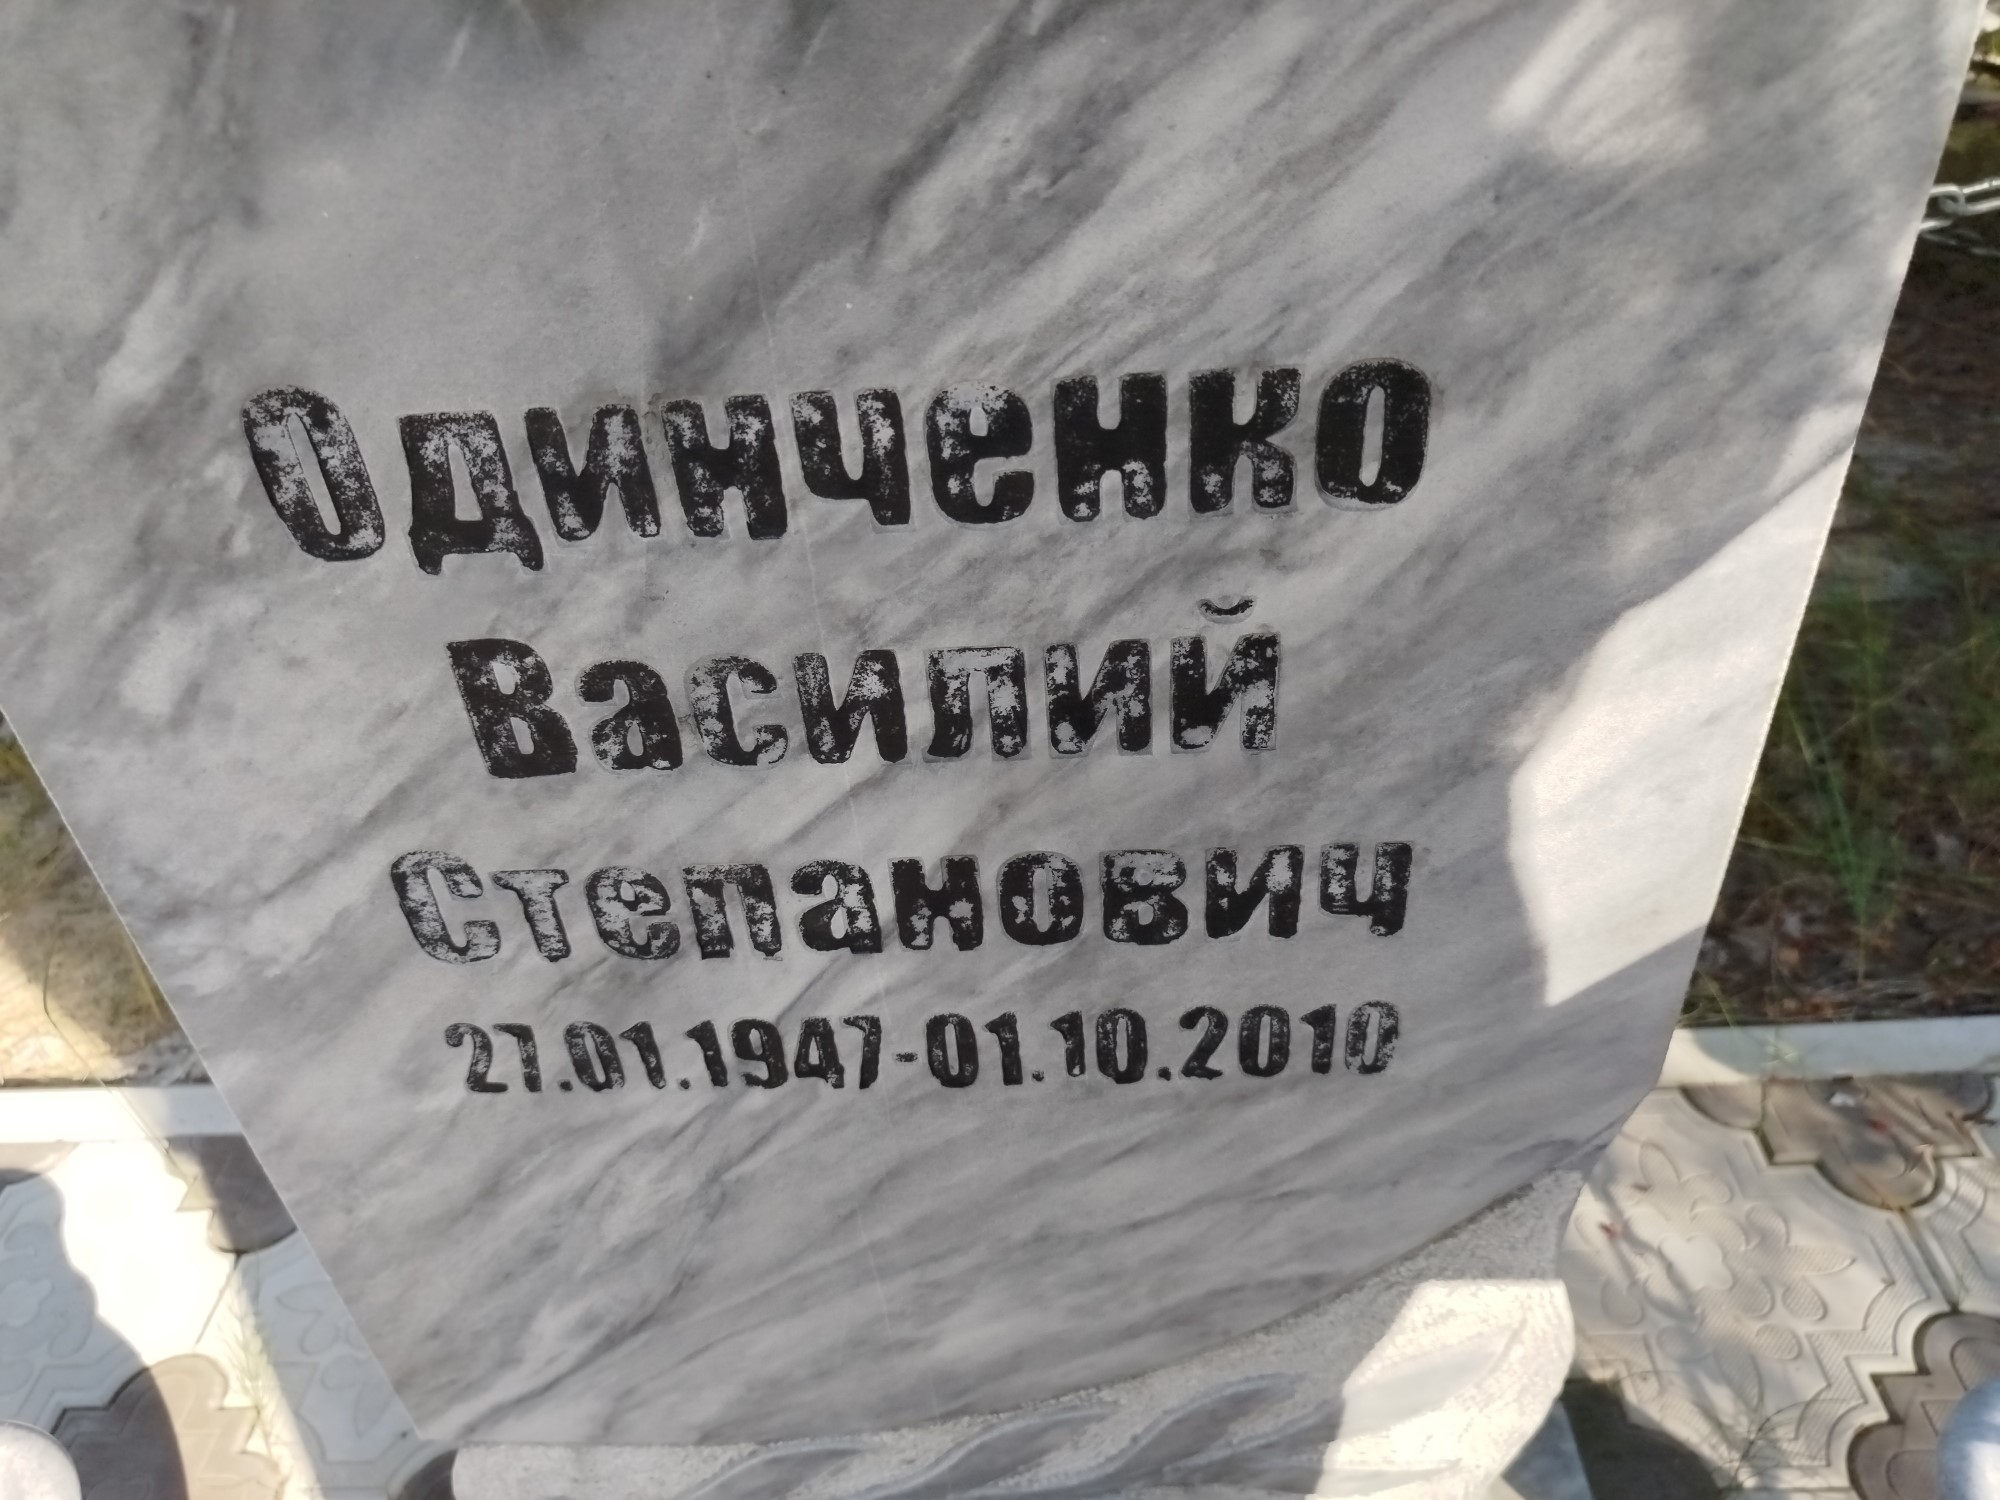 Одинченко
Василий
Степанович
27.01.1947-01.10.2010